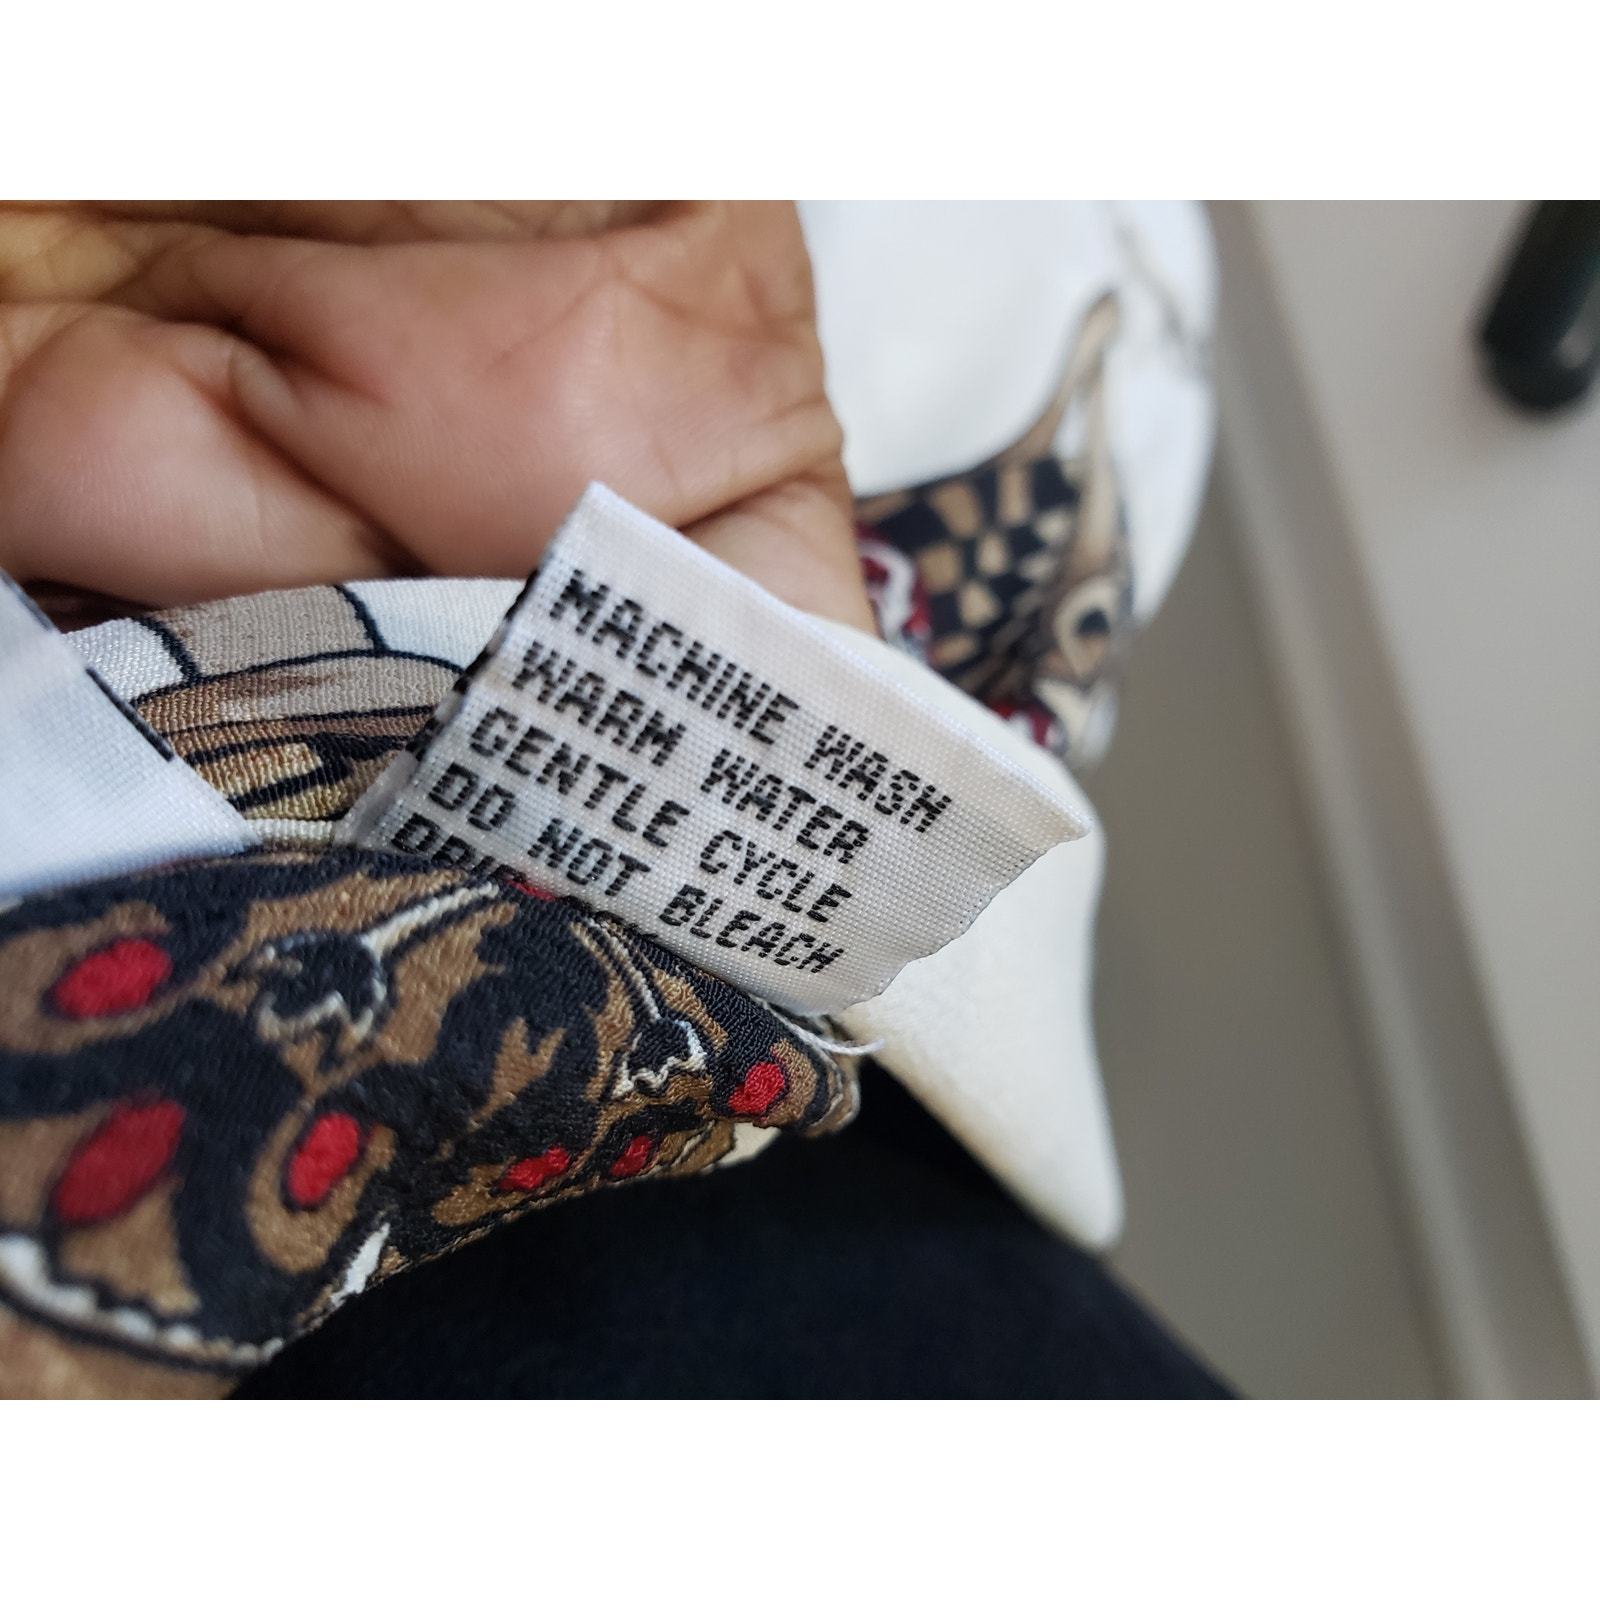 MACHINE WASH
WARM WATER
GENTLE CYCLE
DO NOT BLEACH